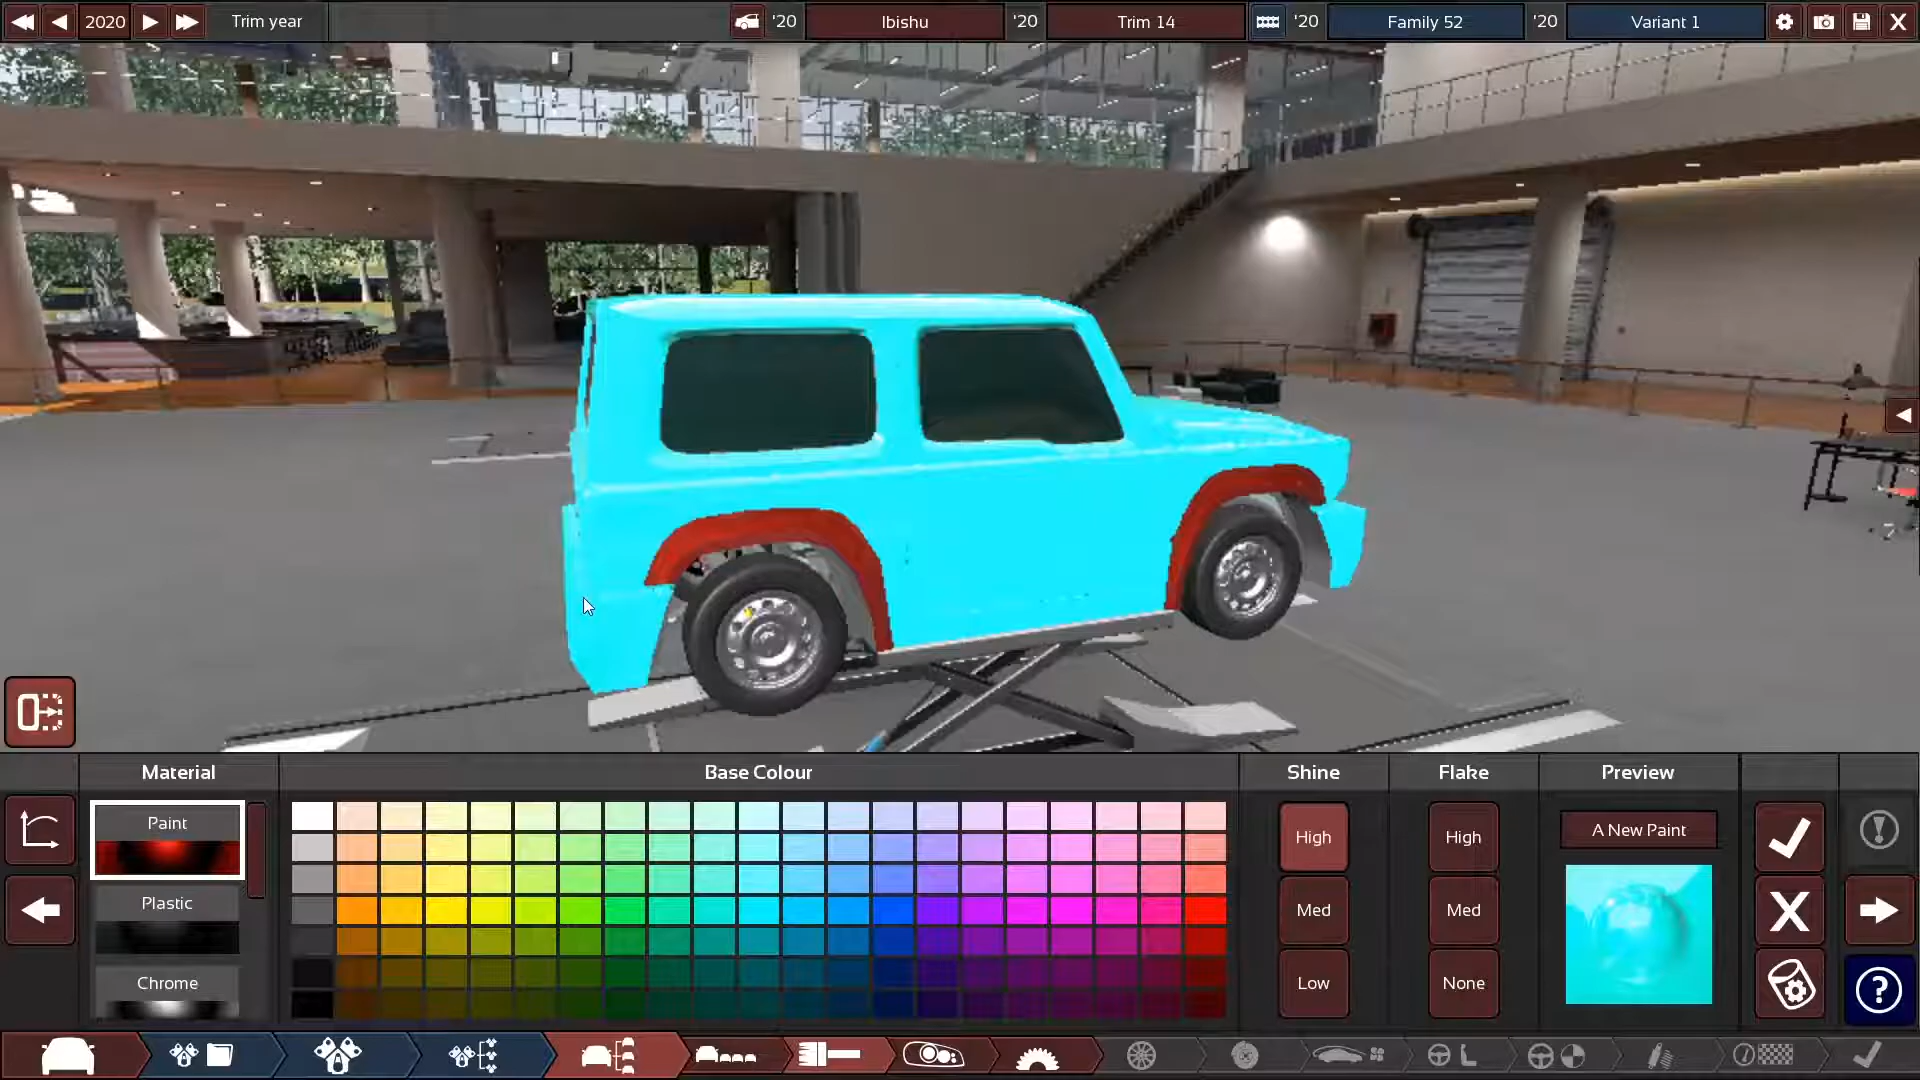 2020
Trim year
'20
Ibishu
'20
Trim 14
'20
Family 52
'20
Variant 1
Material
Base Colour
Shine
Flake
Preview
Paint
High
High
A New Paint
Plastic
Med
Med
Chrome
Low
None
?